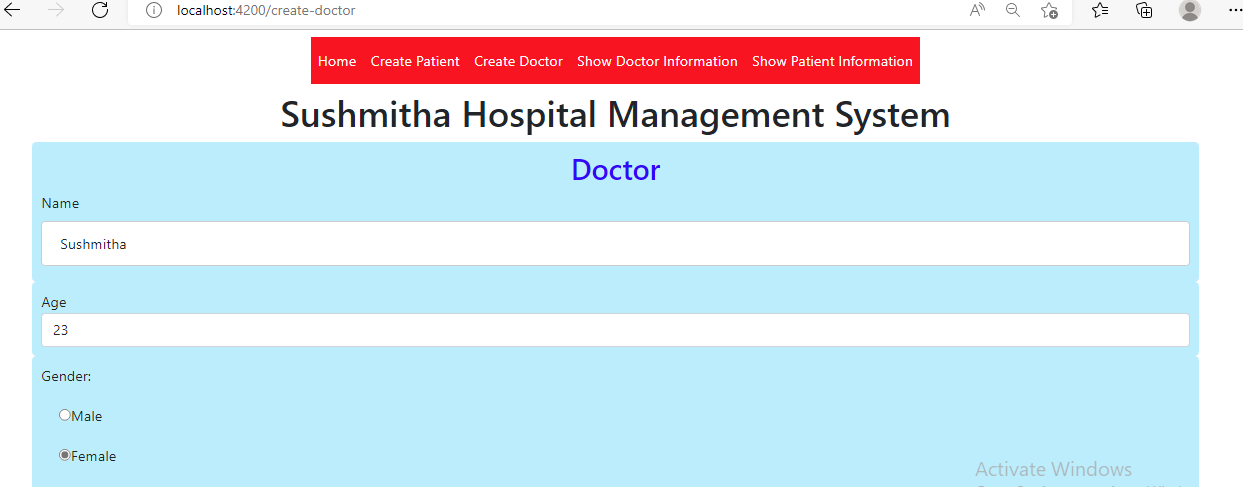 localhost:4200/create-doctor
Home Create Patient Create Doctor Show Doctor Information Show Patient Information
Sushmitha Hospital Management System
Doctor
Name
Sushmitha
Age
23
Gender:
Male
Female
Activate Windows